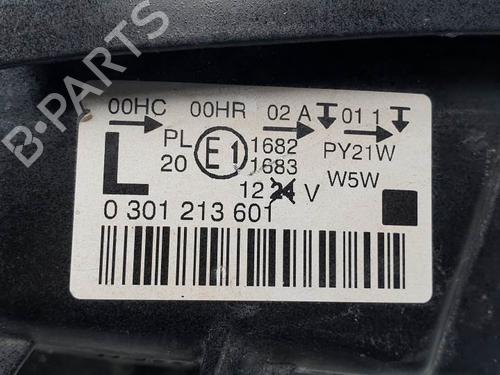 B-PARTS
00HC 00HR 02 A 01 1
L PL E1 1682 PY21W
20 1683 W5W
12 24 V
0 301 213 601